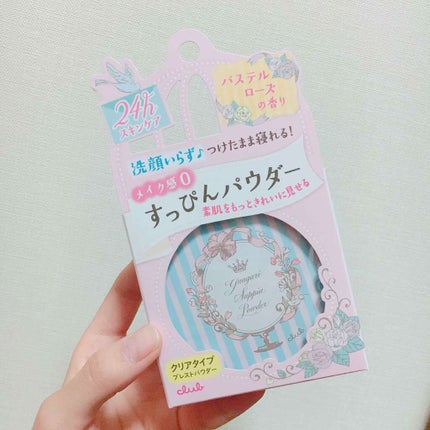 24h
スキンケア
パステル
ローズ
の香り
洗顔いらず♪つけたまま寝れる!
メイク感0
すっぴんパウダー
素肌をもっときれいに見せる
Yuagari
Suppin
Powder
club
クリアタイプ
プレストパウダー
club